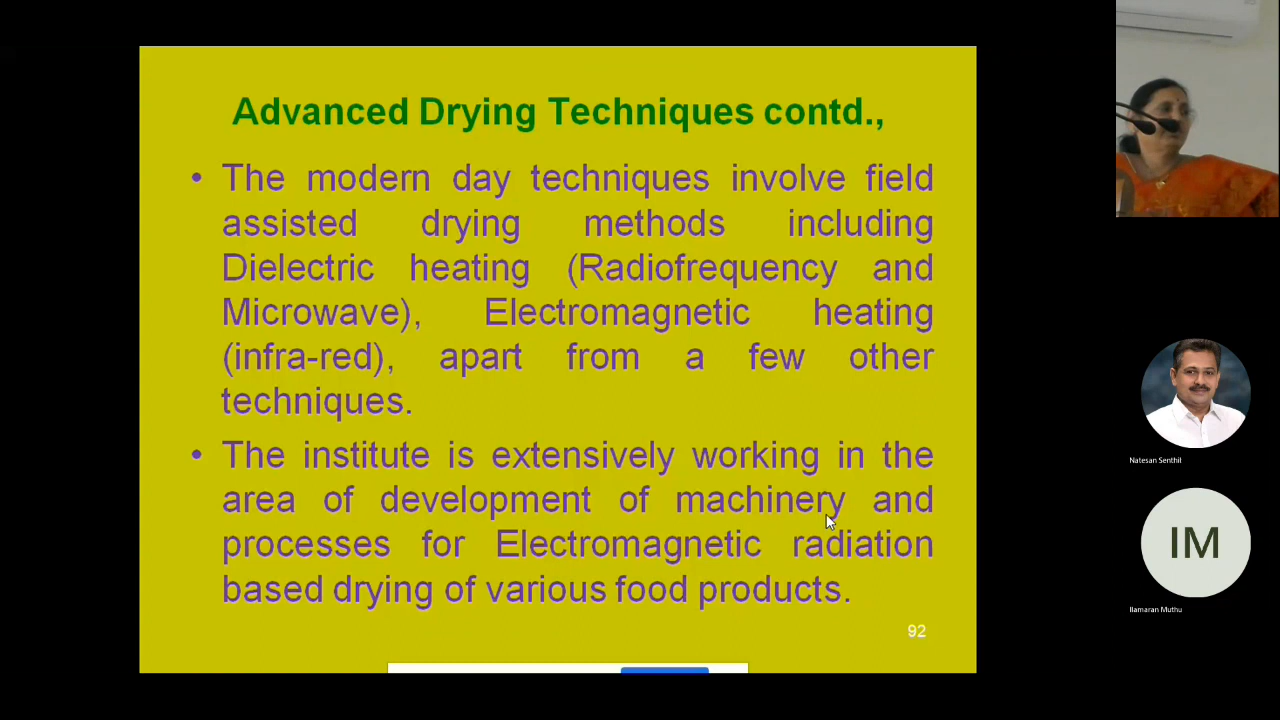 Advanced Drying Techniques contd.,
• The modern day techniques involve field
assisted drying methods including
Dielectric heating (Radiofrequency and
Microwave), Electromagnetic heating
(infra-red), apart from a few other
techniques.
• The institute is extensively working in the
area of development of machinery and
processes for Electromagnetic radiation
based drying of various food products.
92
Natesan Senthil
IM
Ilamaran Muthu